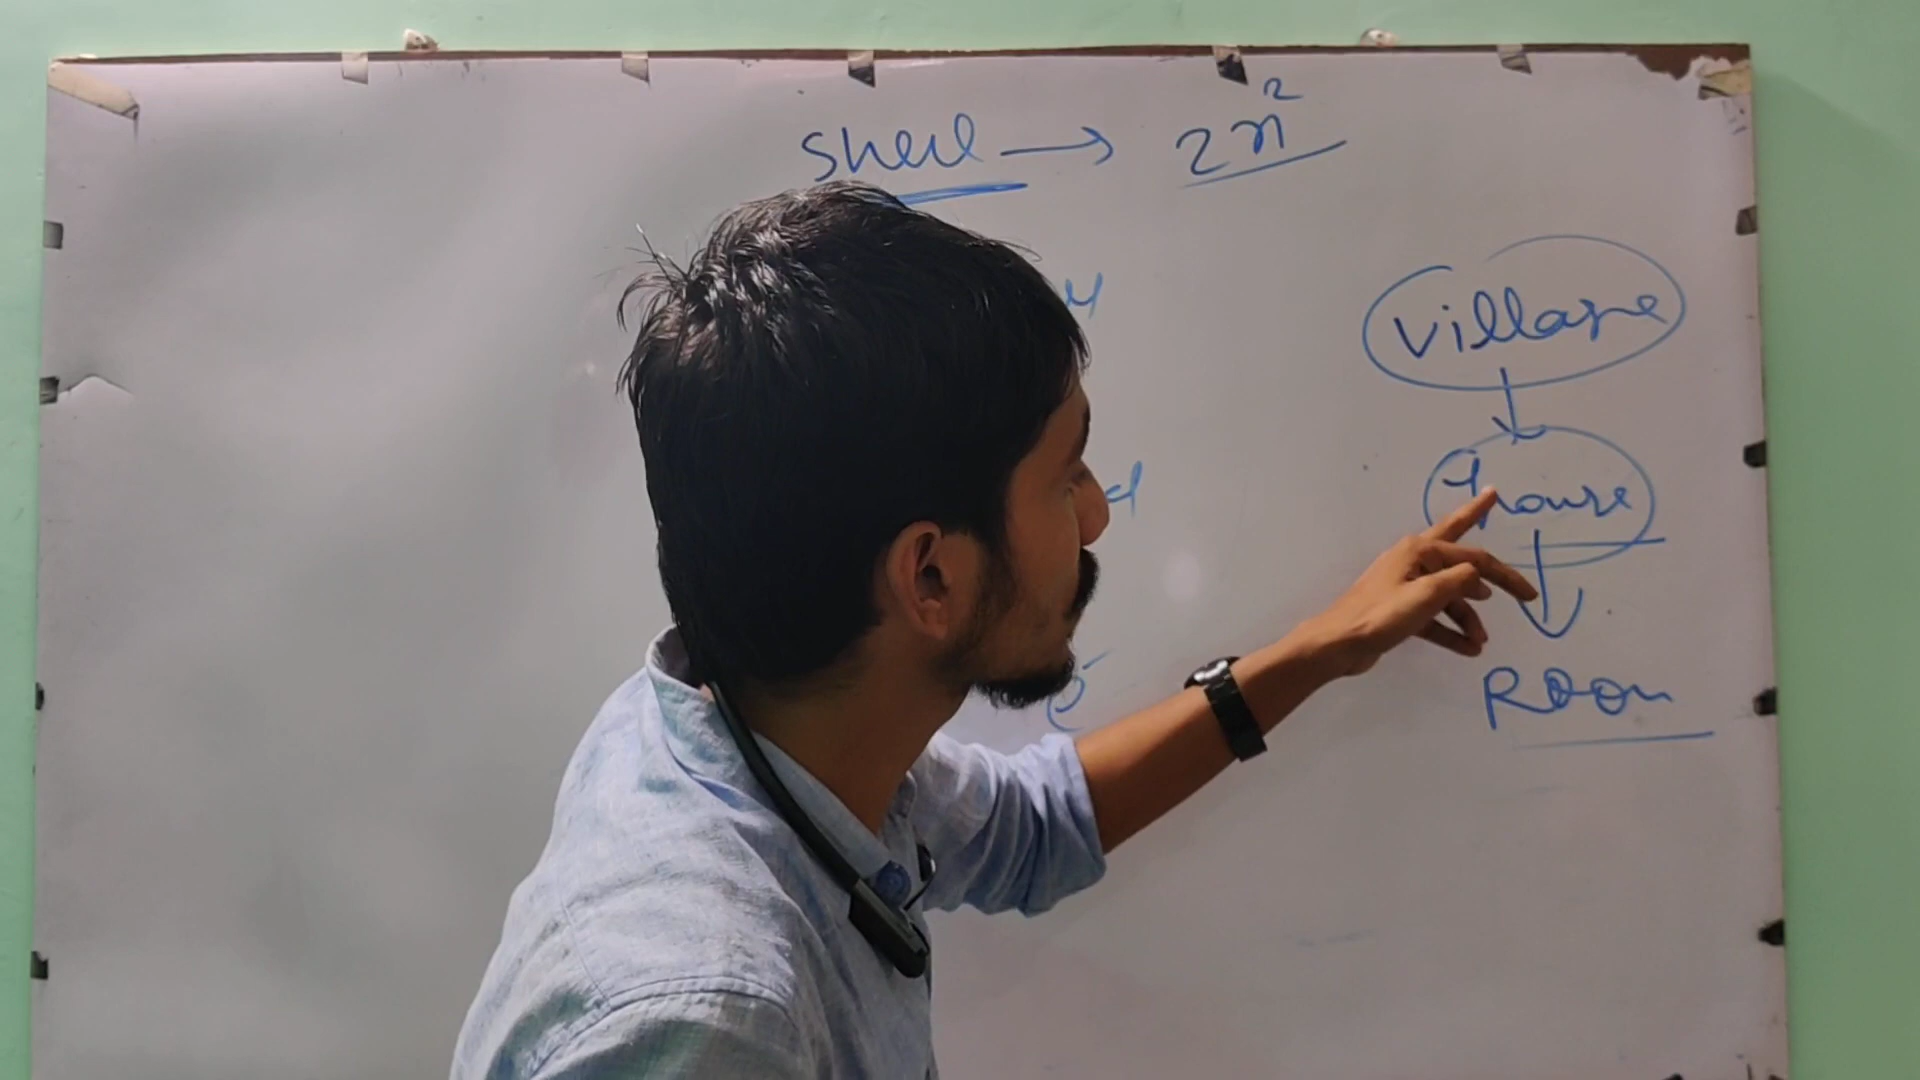 Shell → 2n²
Village
house
Room